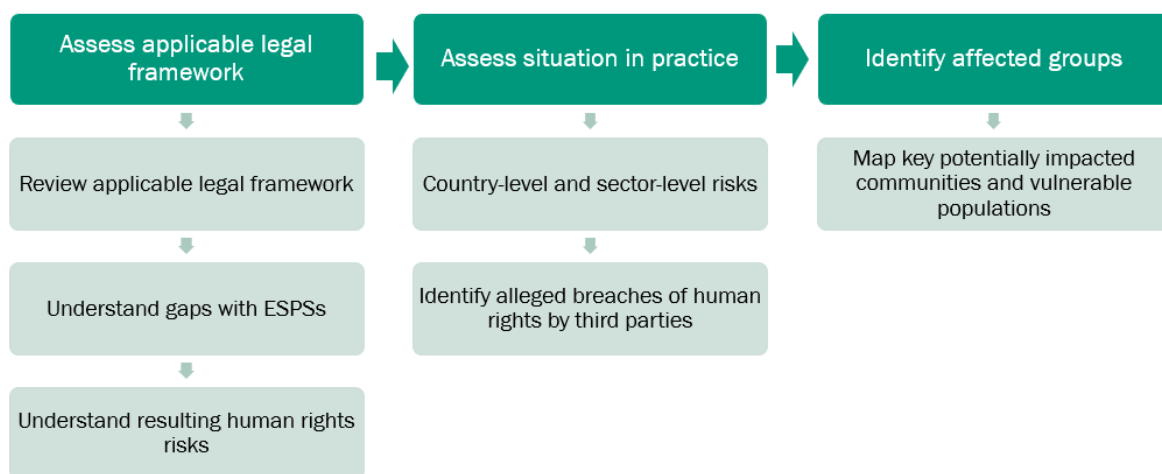 Assess applicable legal
framework
Review applicable legal framework
Understand gaps with ESPSs
Understand resulting human rights
risks
Assess situation in practice
Country-level and sector-level risks
Identify alleged breaches of human
rights by third parties
Identify affected groups
Map key potentially impacted
communities and vulnerable
populations